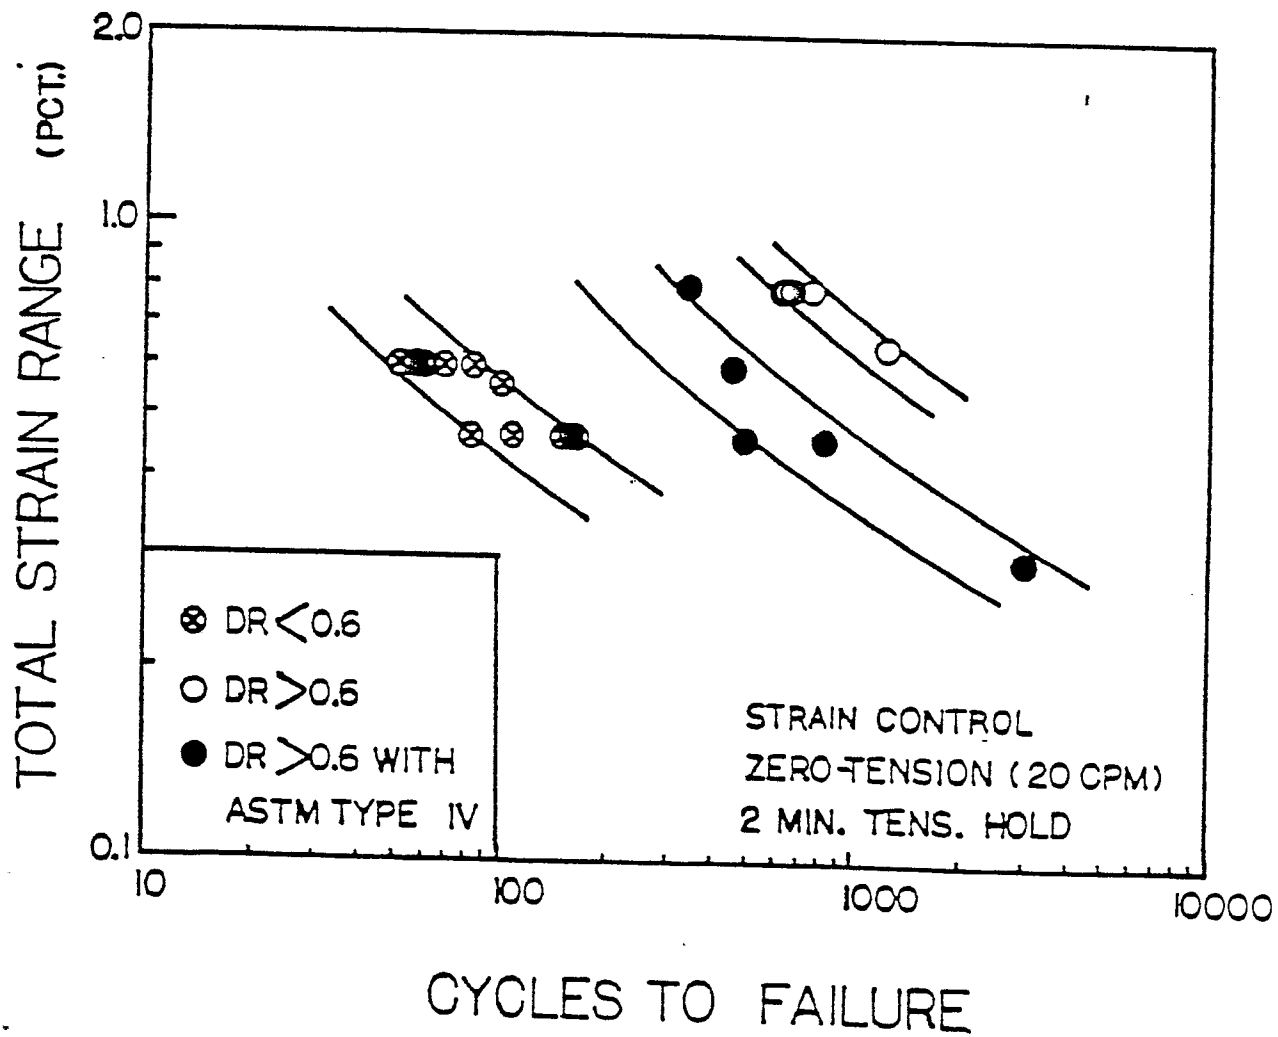 2.0
TOTAL STRAIN RANGE (PCT.)
1.0
⊗ DR<0.6
○ DR>0.6
● DR>0.6 WITH
ASTM TYPE IV
STRAIN CONTROL
ZERO-TENSION (20 CPM)
2 MIN. TENS. HOLD
0.1
10 100 1000 10000
CYCLES TO FAILURE